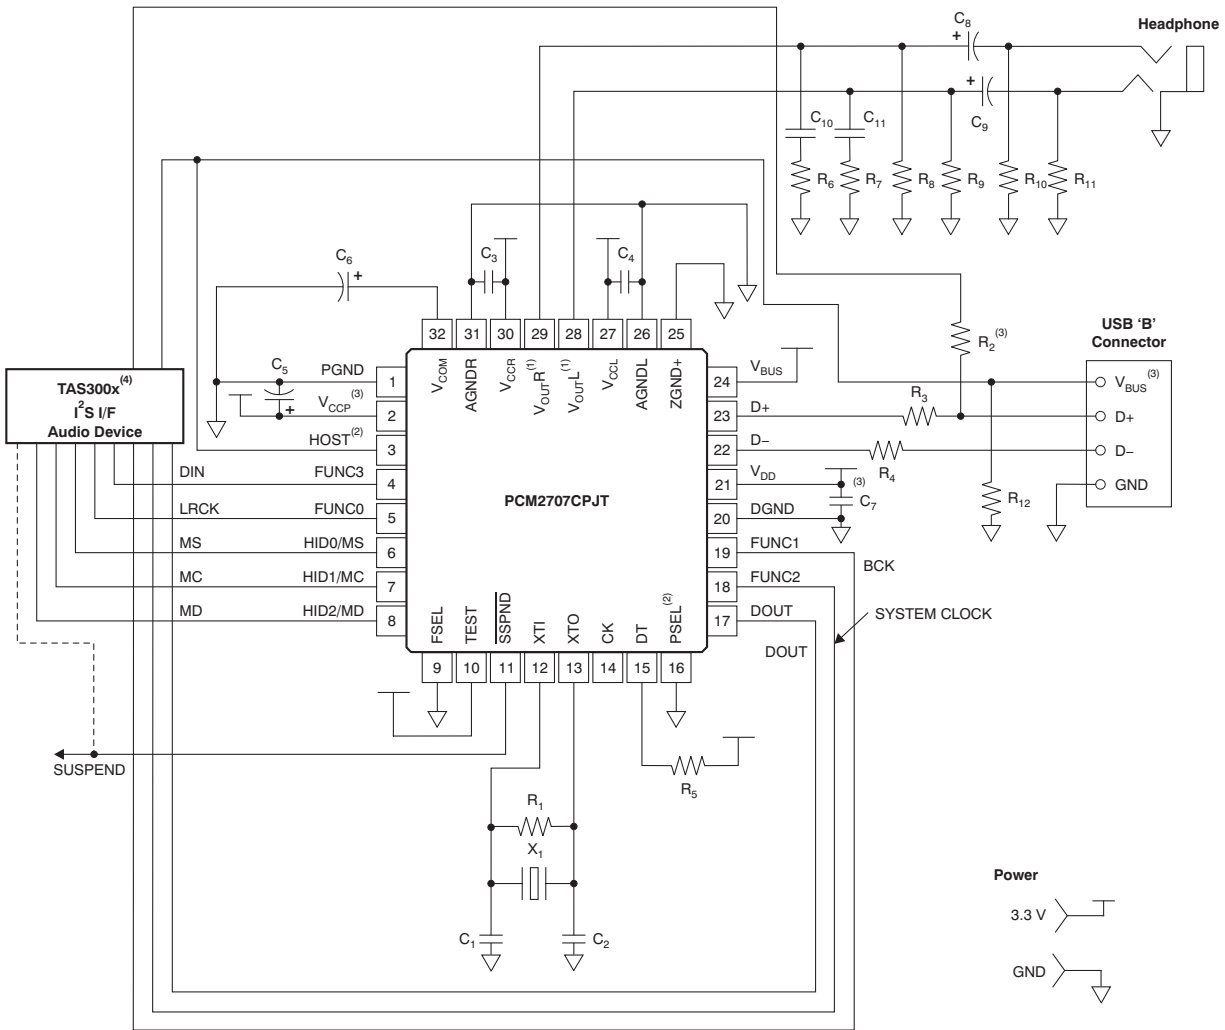 C8
Headphone
+
+
C9
C10
C11
R6
R7
R8
R9
R10
R11
C6
+
C3
C4
32
31
30
29
28
27
26
25
VCOM
AGNDR
VCCR
VOUTR(1)
VOUTL(1)
VCCL
AGNDL
ZGND+
R2(3)
USB 'B'
Connector
VBUS(3)
D+
D–
GND
TAS300x(4)
I2S I/F
Audio Device
C5
+
PGND
1
VCCP(3)
2
HOST(2)
3
DIN
FUNC3
4
LRCK
FUNC0
5
MS
HID0/MS
6
MC
HID1/MC
7
MD
HID2/MD
8
PCM2707CPJT
24
VBUS
23
D+
R3
22
D–
R4
21
VDD
(3)
C7
20
DGND
R12
19
FUNC1
BCK
18
FUNC2
SYSTEM CLOCK
17
DOUT
DOUT
FSEL
TEST
SSPND
XTI
XTO
CK
DT
PSEL(2)
9
10
11
12
13
14
15
16
SUSPEND
R5
R1
X1
C1
C2
Power
3.3 V
GND